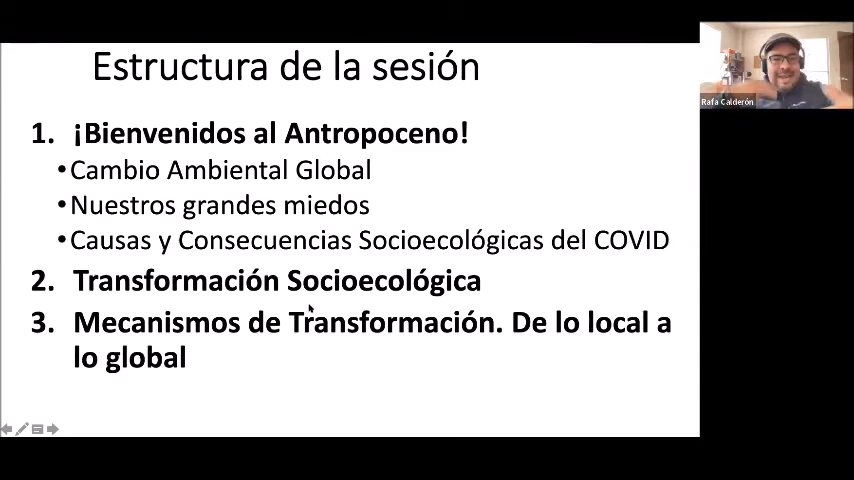 Estructura de la sesión
1. ¡Bienvenidos al Antropoceno!
•Cambio Ambiental Global
•Nuestros grandes miedos
•Causas y Consecuencias Socioecológicas del COVID
2. Transformación Socioecológica
3. Mecanismos de Transformación. De lo local a
lo global
Rafa Calderón